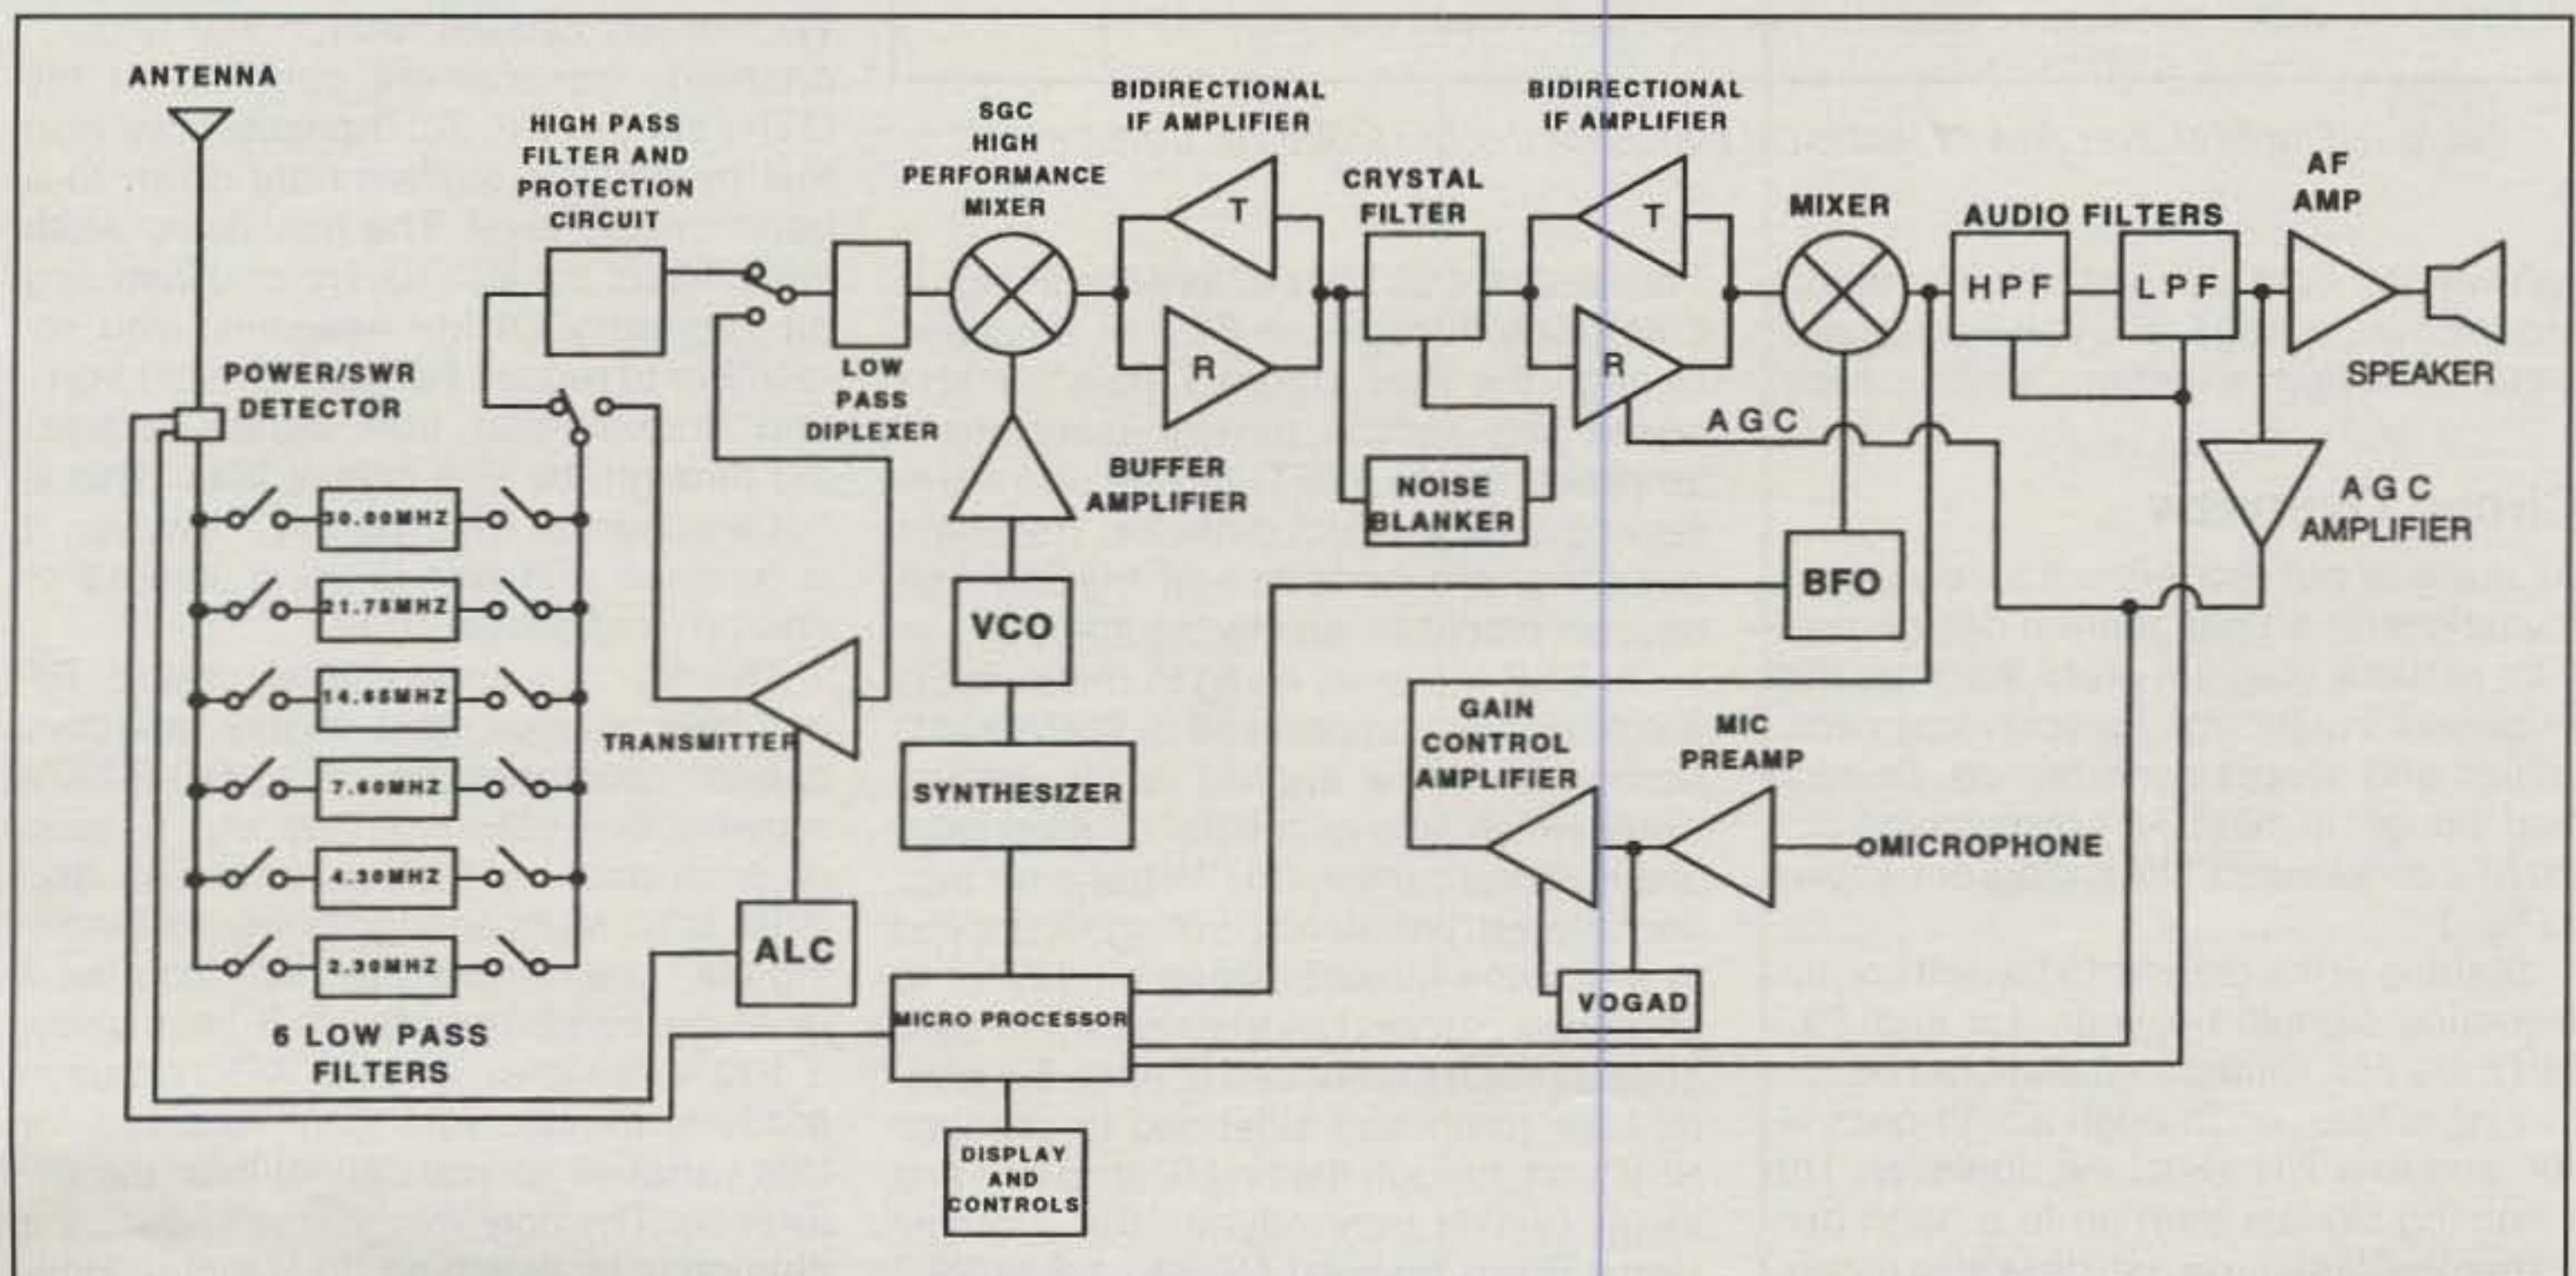 ANTENNA
HIGH PASS
FILTER AND
PROTECTION
CIRCUIT
SGC
HIGH
PERFORMANCE
MIXER
BIDIRECTIONAL
IF AMPLIFIER
T
R
CRYSTAL
FILTER
BIDIRECTIONAL
IF AMPLIFIER
T
R
MIXER
AUDIO FILTERS
HPF
LPF
AF
AMP
SPEAKER
POWER/SWR
DETECTOR
LOW
PASS
DIPLEXER
BUFFER
AMPLIFIER
NOISE
BLANKER
AGC
AGC
AMPLIFIER
30.00MHZ
21.75MHZ
14.65MHZ
7.60MHZ
4.30MHZ
2.30MHZ
6 LOW PASS
FILTERS
VCO
BFO
TRANSMITTER
SYNTHESIZER
GAIN
CONTROL
AMPLIFIER
MIC
PREAMP
MICROPHONE
ALC
VOGAD
MICRO PROCESSOR
DISPLAY
AND
CONTROLS